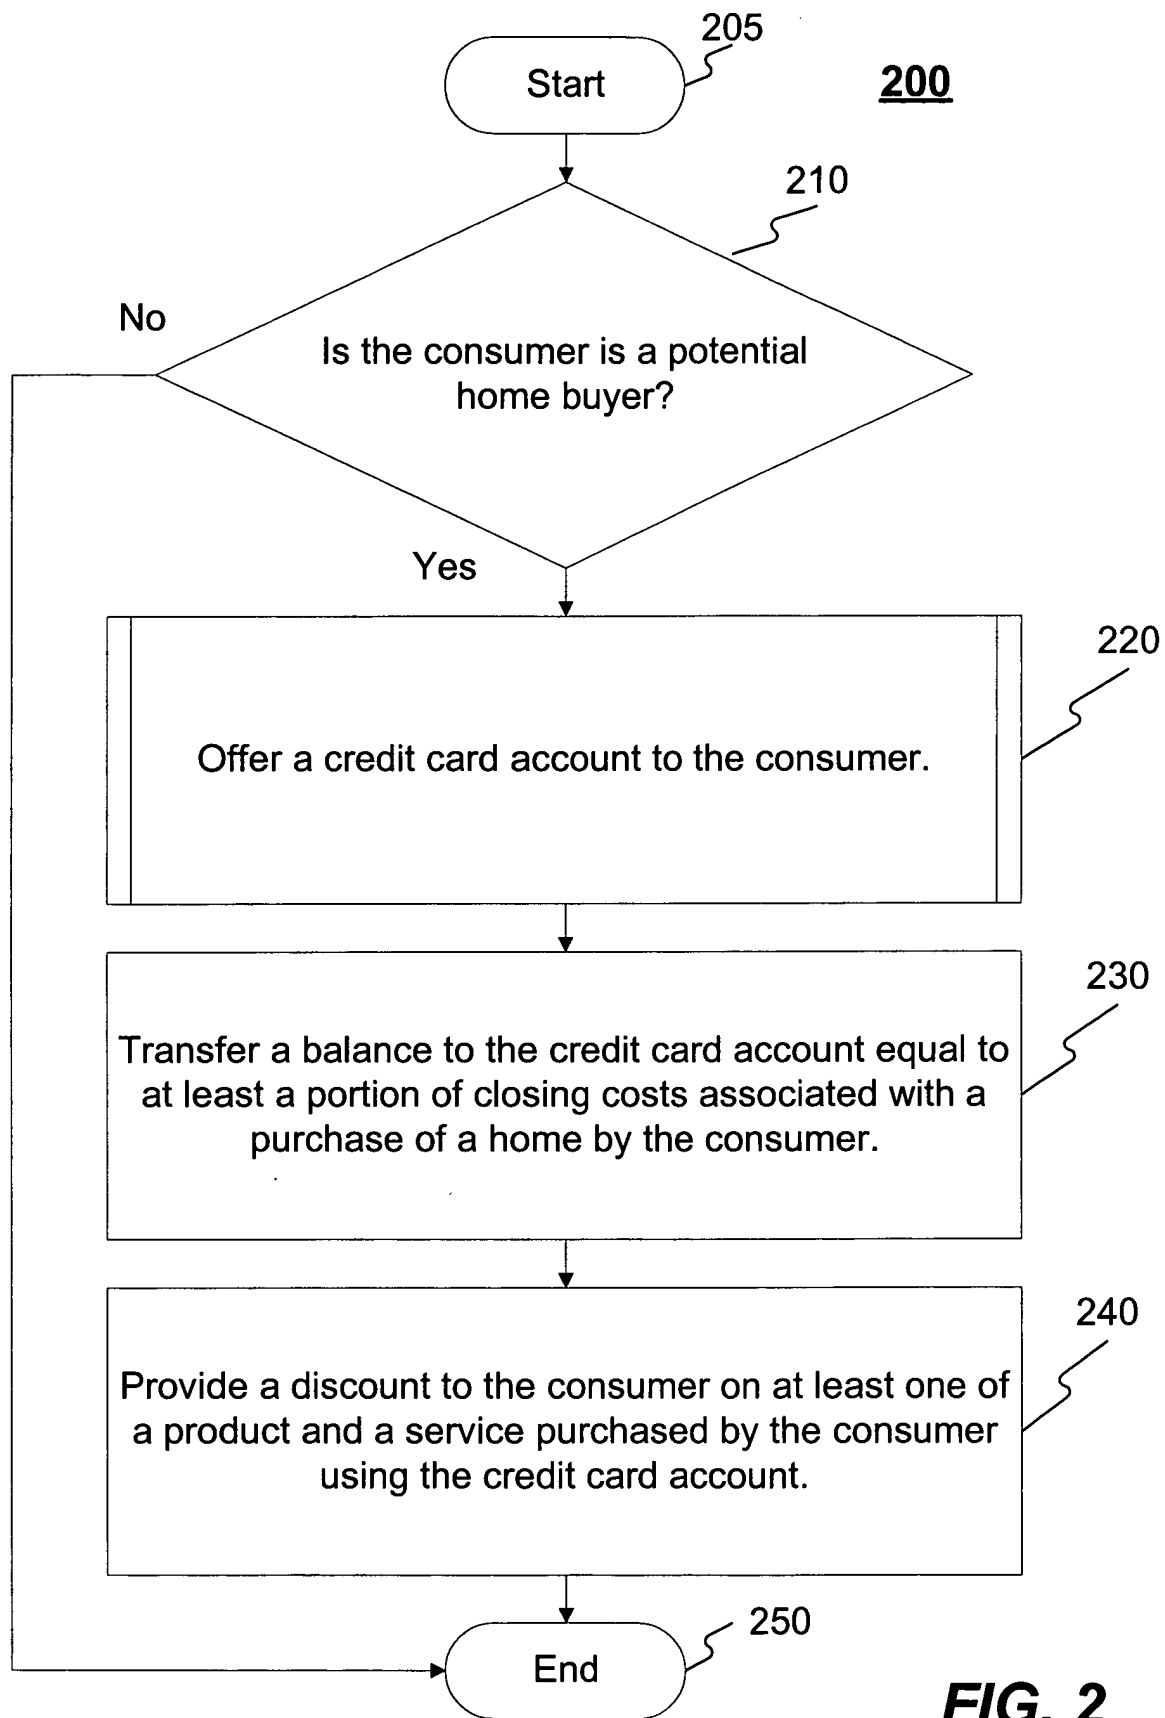 205
Start
200
210
No
Is the consumer is a potential
home buyer?
Yes
220
Offer a credit card account to the consumer.
230
Transfer a balance to the credit card account equal to
at least a portion of closing costs associated with a
purchase of a home by the consumer.
240
Provide a discount to the consumer on at least one of
a product and a service purchased by the consumer
using the credit card account.
250
End
FIG. 2